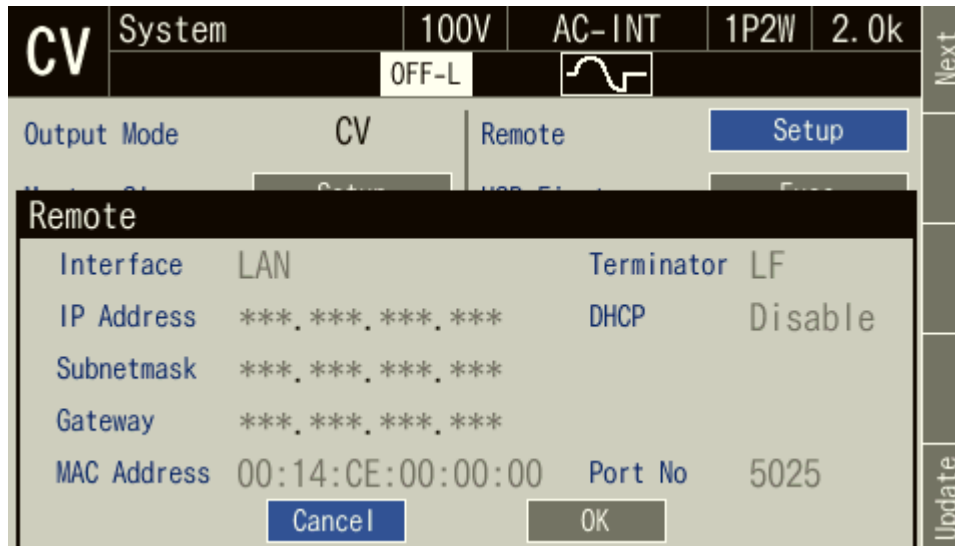 CV
System 100V AC-INT 1P2W 2.0k
OFF-L
Next
Output Mode CV Remote Setup
Remote
Interface LAN Terminator LF
IP Address ***.***.***.*** DHCP Disable
Subnetmask ***.***.***.***
Gateway ***.***.***.***
MAC Address 00:14:CE:00:00:00 Port No 5025
Cancel OK
Update